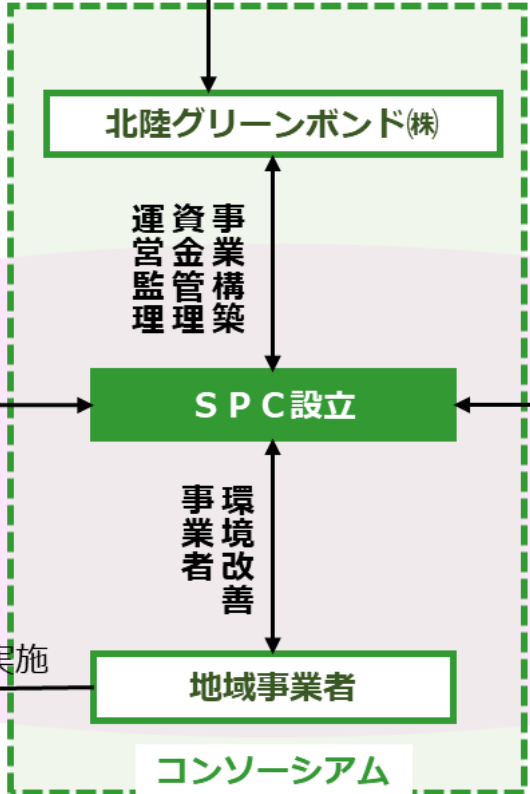 北陸グリーンボンド㈱
事業構築
資金管理
運営監理
ＳＰＣ設立
環境改善
事業者
実施
地域事業者
コンソーシアム